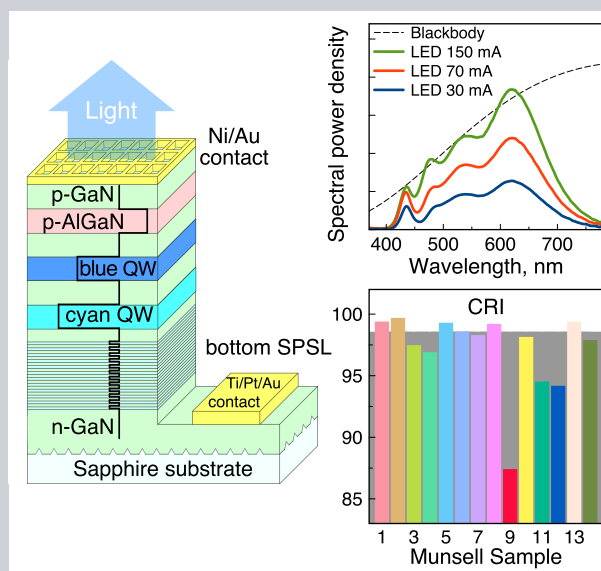 Light
Ni/Au
contact
p-GaN
p-AlGaN
blue QW
cyan QW
bottom SPSL
Ti/Pt/Au
contact
n-GaN
Sapphire substrate
Spectral power density
Blackbody
LED 150 mA
LED 70 mA
LED 30 mA
400 500 600 700
Wavelength, nm
CRI
100
95
90
85
1 3 5 7 9 11 13
Munsell Sample